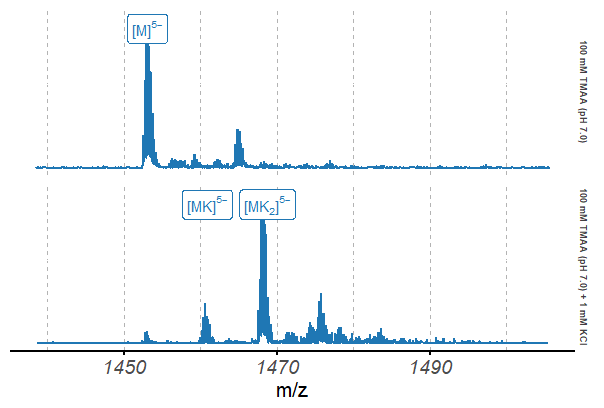 [M]⁵⁻
100 mM TMAA (pH 7.0)
[MK]⁵⁻ [MK₂]⁵⁻
100 mM TMAA (pH 7.0) + 1 mM KCl
1450 1470 1490
m/z